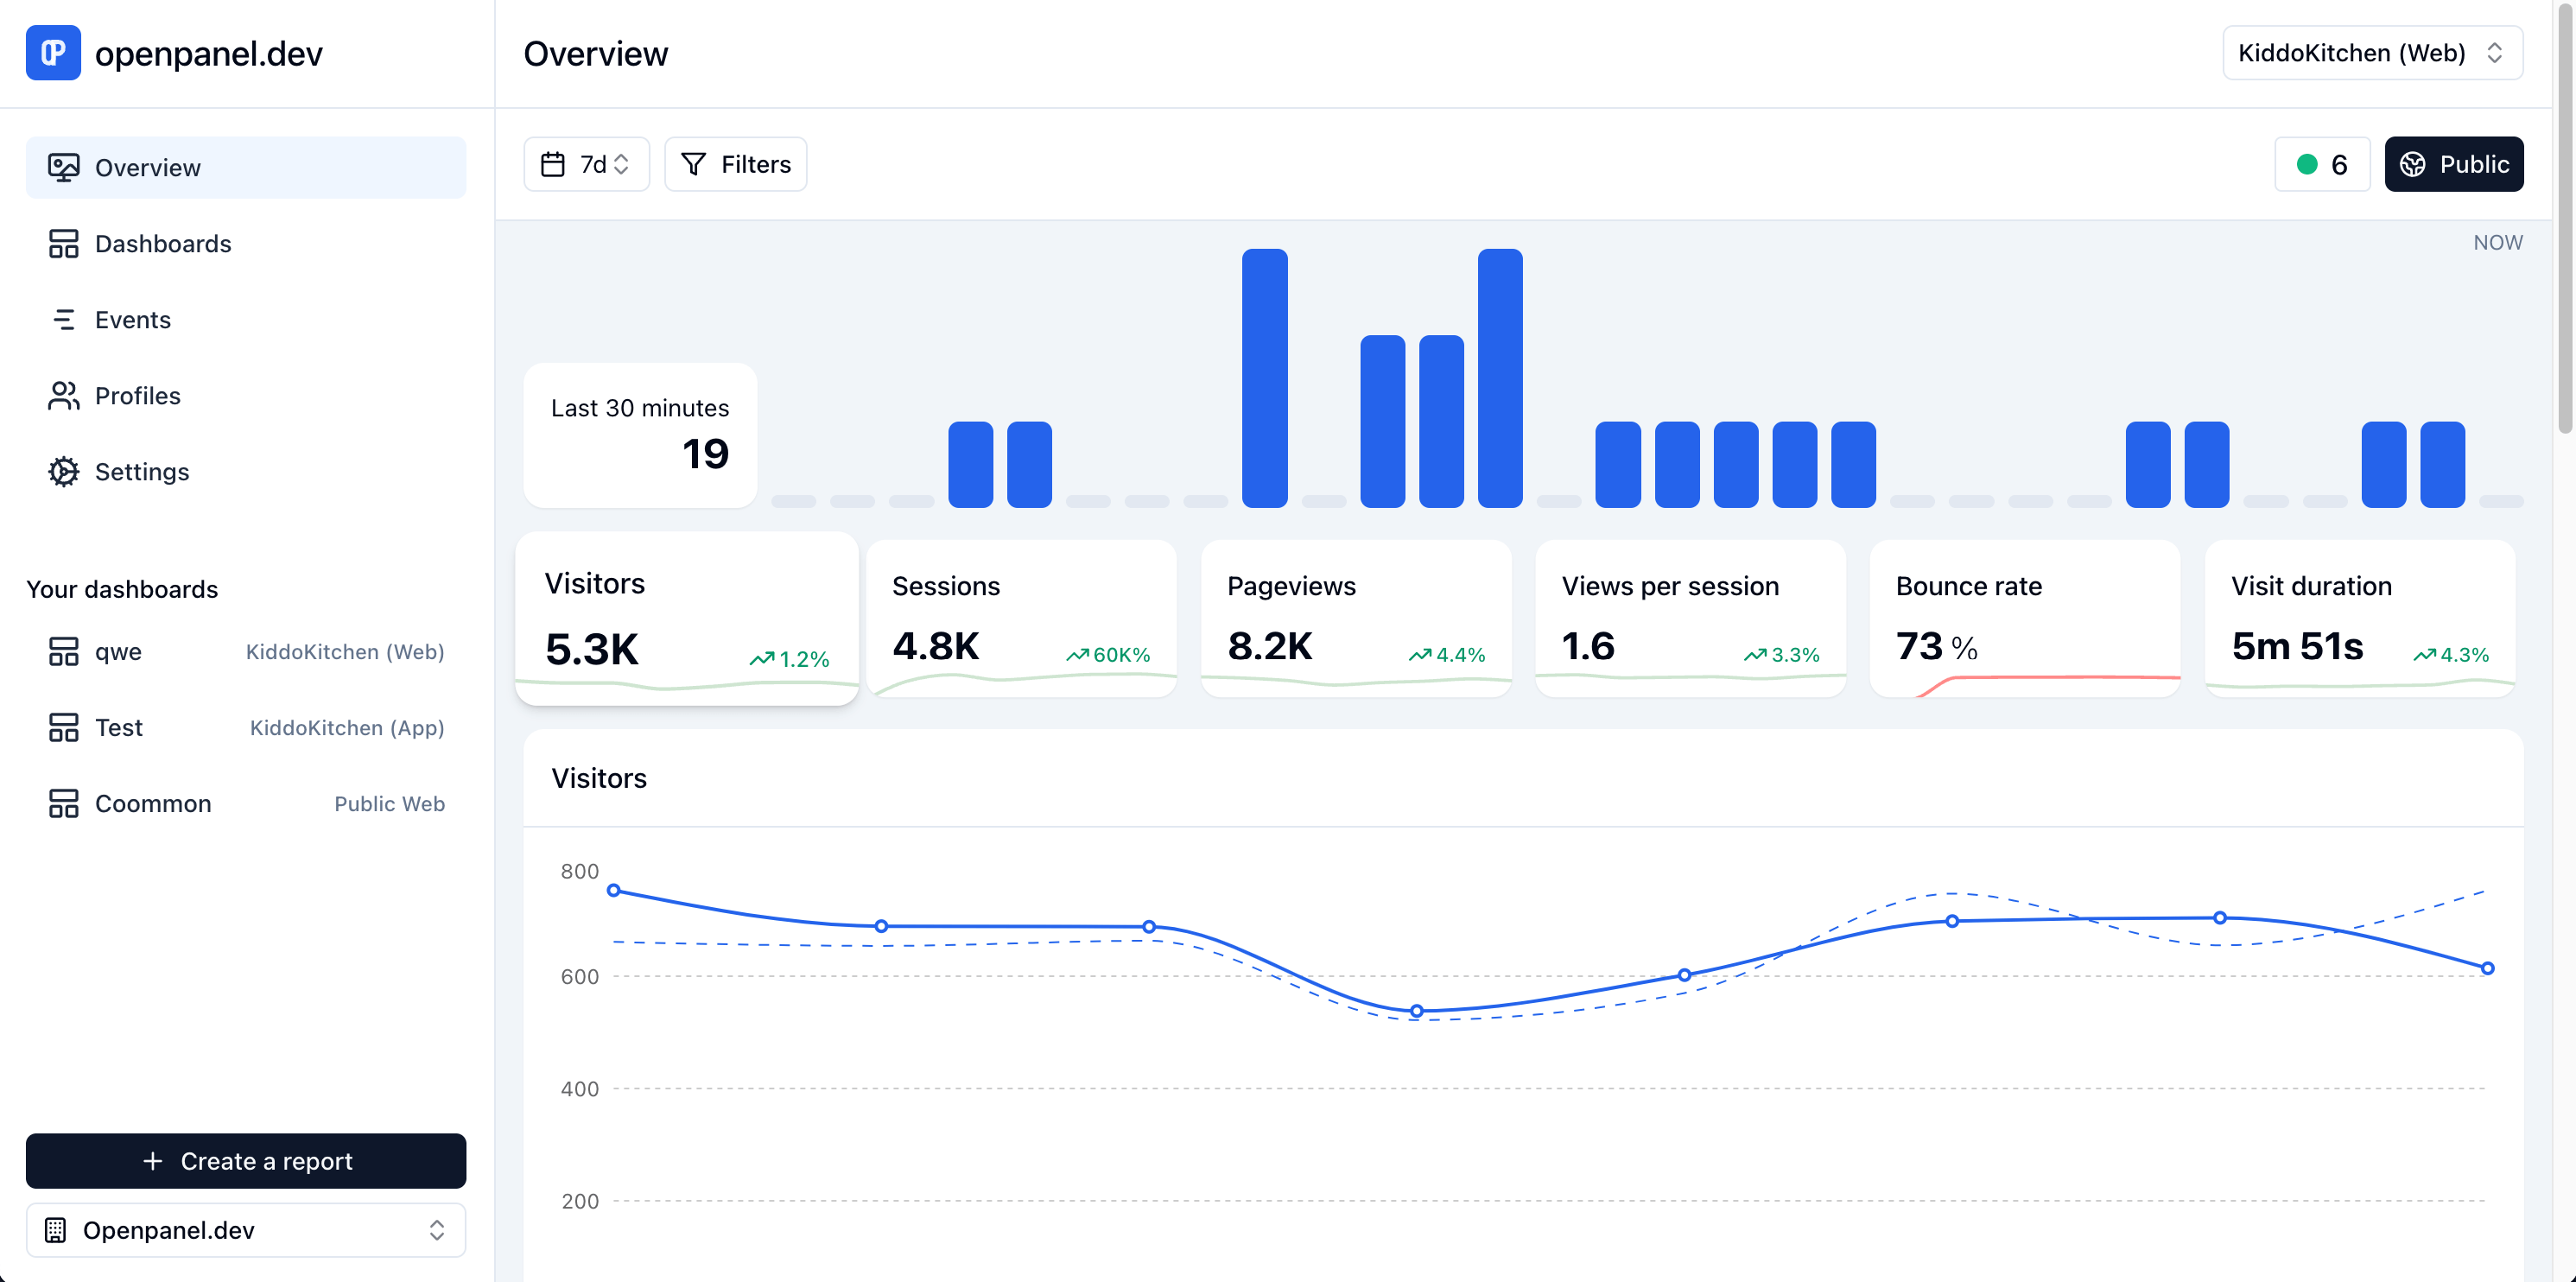 openpanel.dev
Overview
KiddoKitchen (Web)
Overview
Dashboards
Events
Profiles
Settings
Your dashboards
qwe KiddoKitchen (Web)
Test KiddoKitchen (App)
Coommon Public Web
Create a report
Openpanel.dev
7d Filters 6 Public
NOW
Last 30 minutes
19
Visitors
5.3K 1.2%
Sessions
4.8K 60K%
Pageviews
8.2K 4.4%
Views per session
1.6 3.3%
Bounce rate
73 %
Visit duration
5m 51s 4.3%
Visitors
800
600
400
200